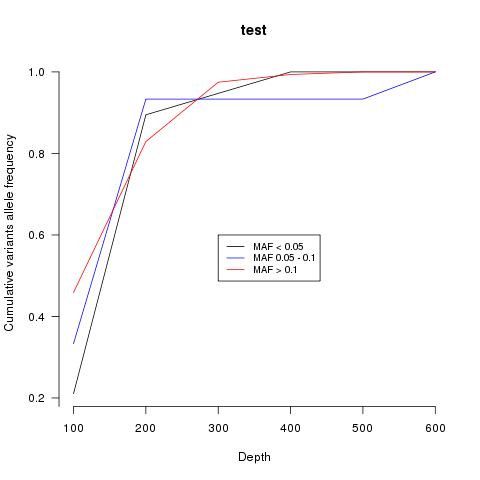 test
Cumulative variants allele frequency
1.0
0.8
0.6
0.4
0.2
MAF < 0.05
MAF 0.05 - 0.1
MAF > 0.1
100 200 300 400 500 600
Depth